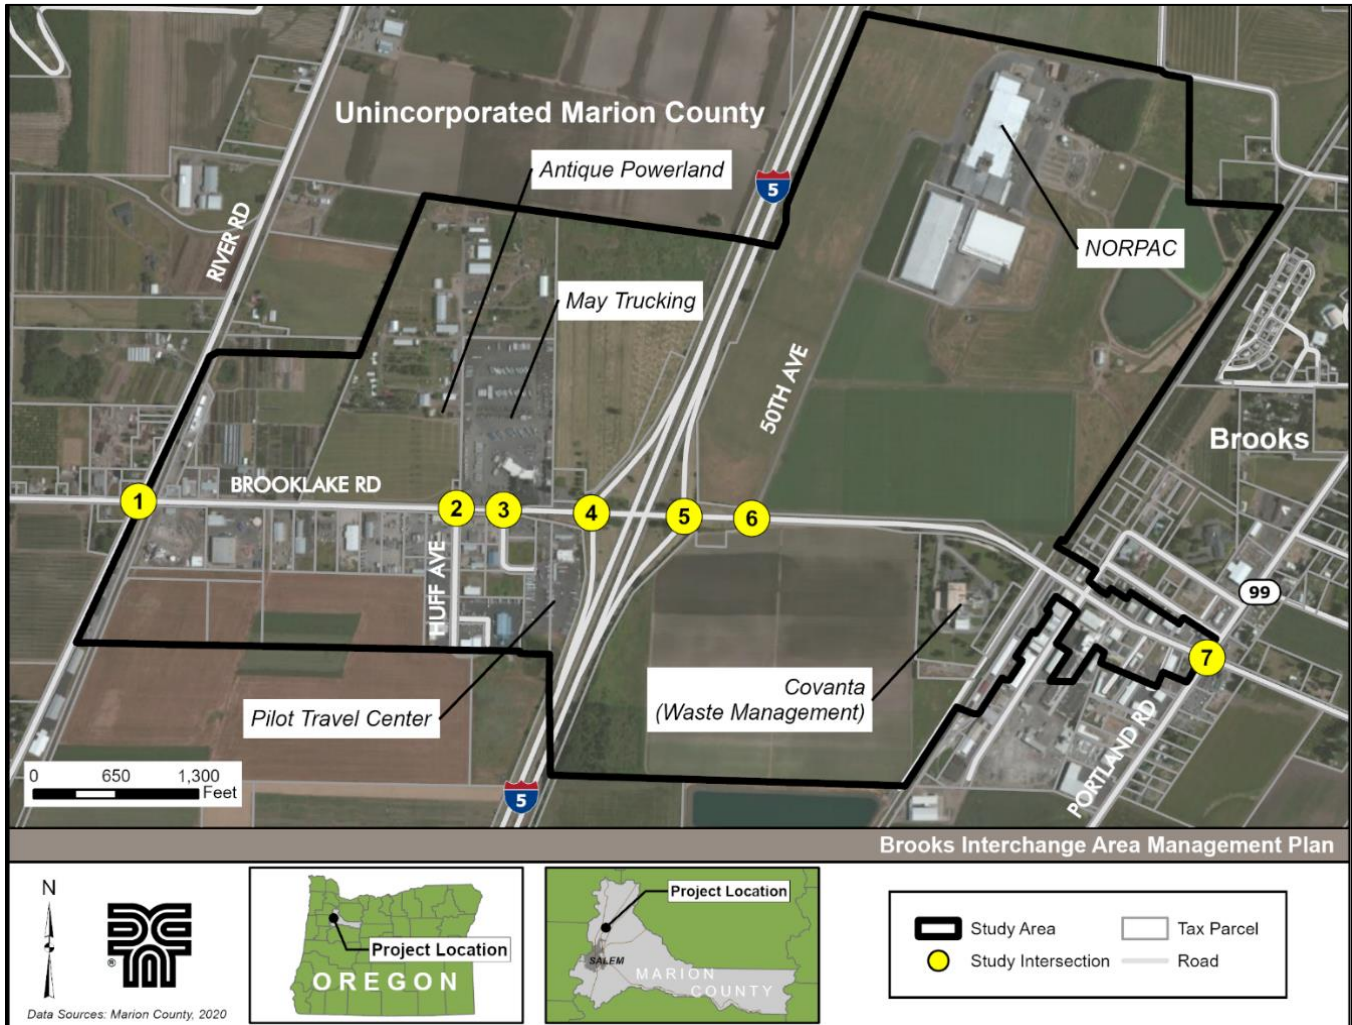 Unincorporated Marion County
Antique Powerland
5
RIVER RD
May Trucking
NORPAC
50TH AVE
Brooks
BROOKLAKE RD
1
2
3
4
5
6
HUFF AVE
99
7
Covanta
(Waste Management)
Pilot Travel Center
PORTLAND RD
0 650 1,300
Feet
5
Brooks Interchange Area Management Plan
N
®
Data Sources: Marion County, 2020
Project Location
OREGON
Project Location
SALEM
MARION
COUNTY
Study Area
Tax Parcel
Study Intersection
Road